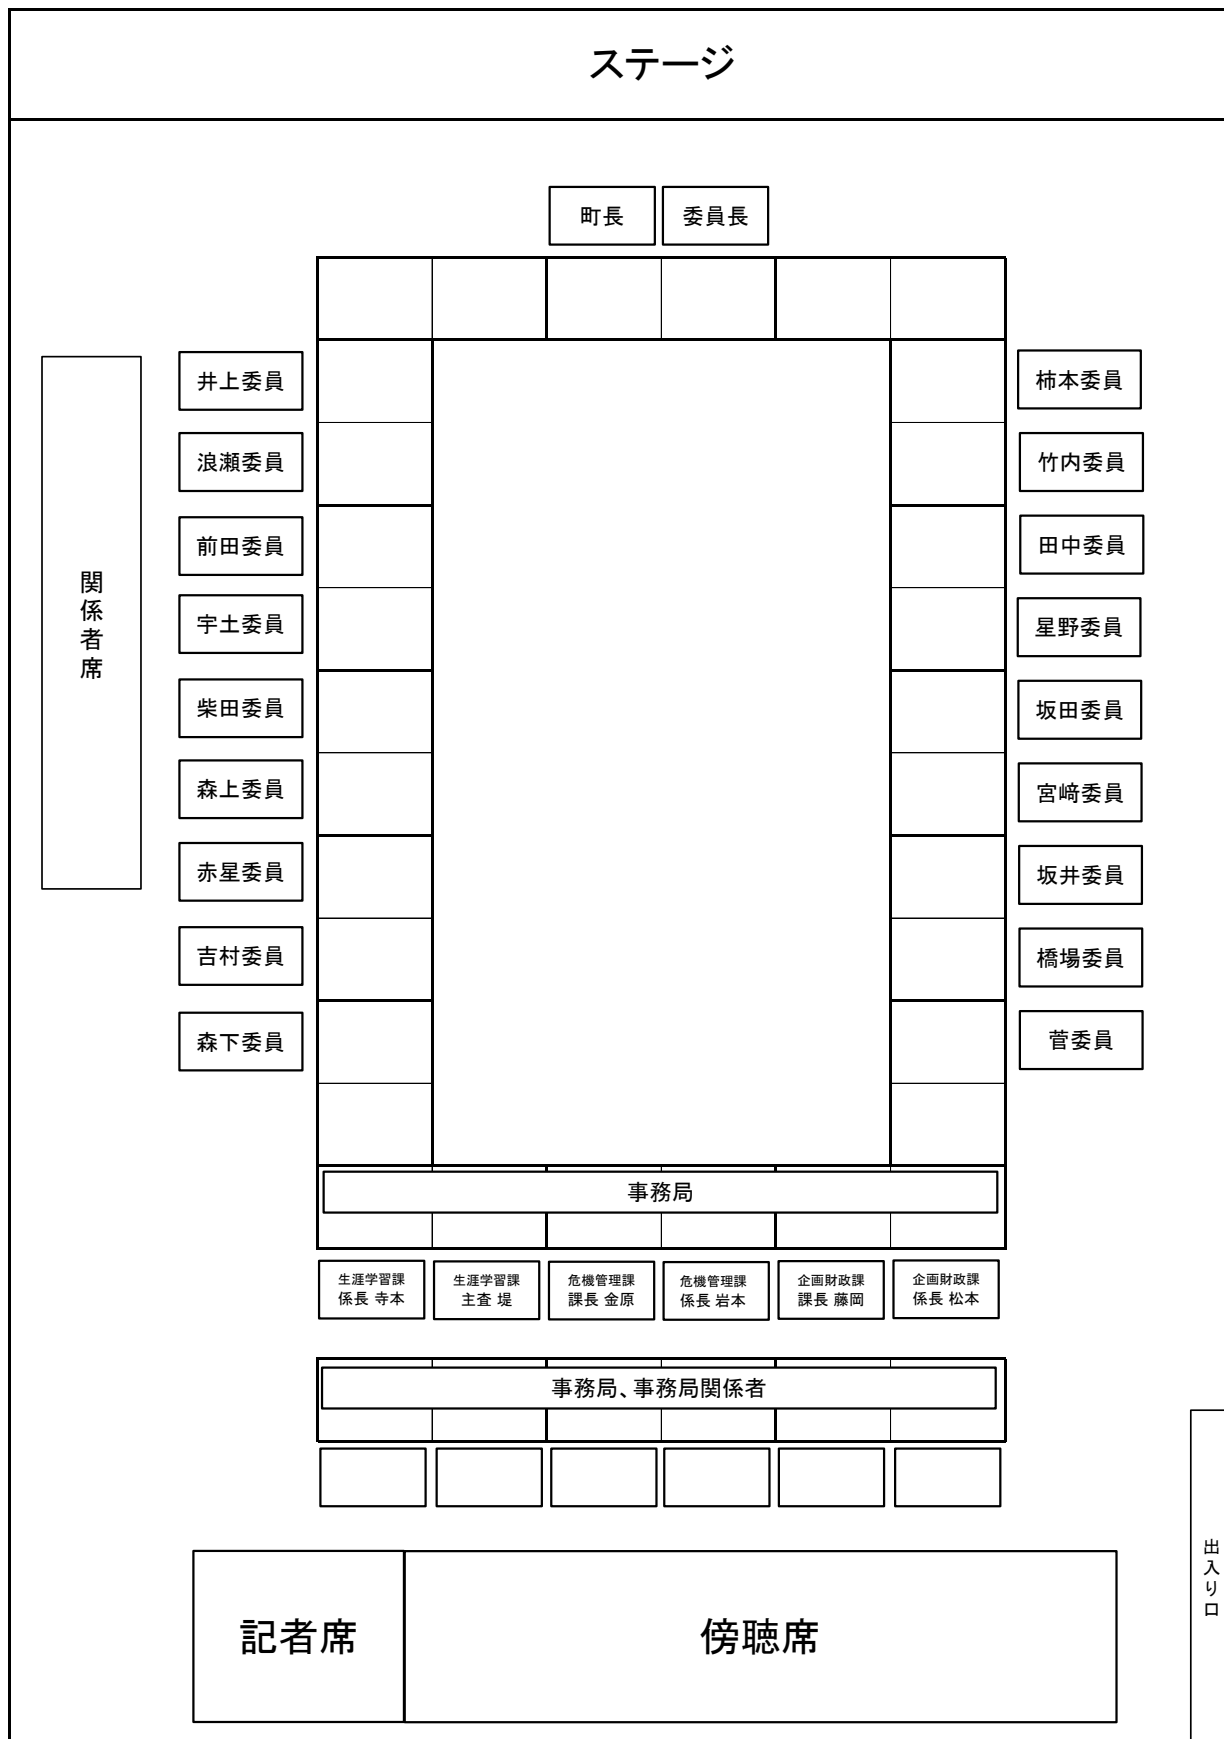 ステージ
町長
委員長
関係者席
井上委員
浪瀬委員
前田委員
宇土委員
柴田委員
森上委員
赤星委員
吉村委員
森下委員
柿本委員
竹内委員
田中委員
星野委員
坂田委員
宮﨑委員
坂井委員
橋場委員
菅委員
事務局
生涯学習課
係長 寺本
生涯学習課
主査 堤
危機管理課
課長 金原
危機管理課
係長 岩本
企画財政課
課長 藤岡
企画財政課
係長 松本
事務局、事務局関係者
記者席
傍聴席
出入り口